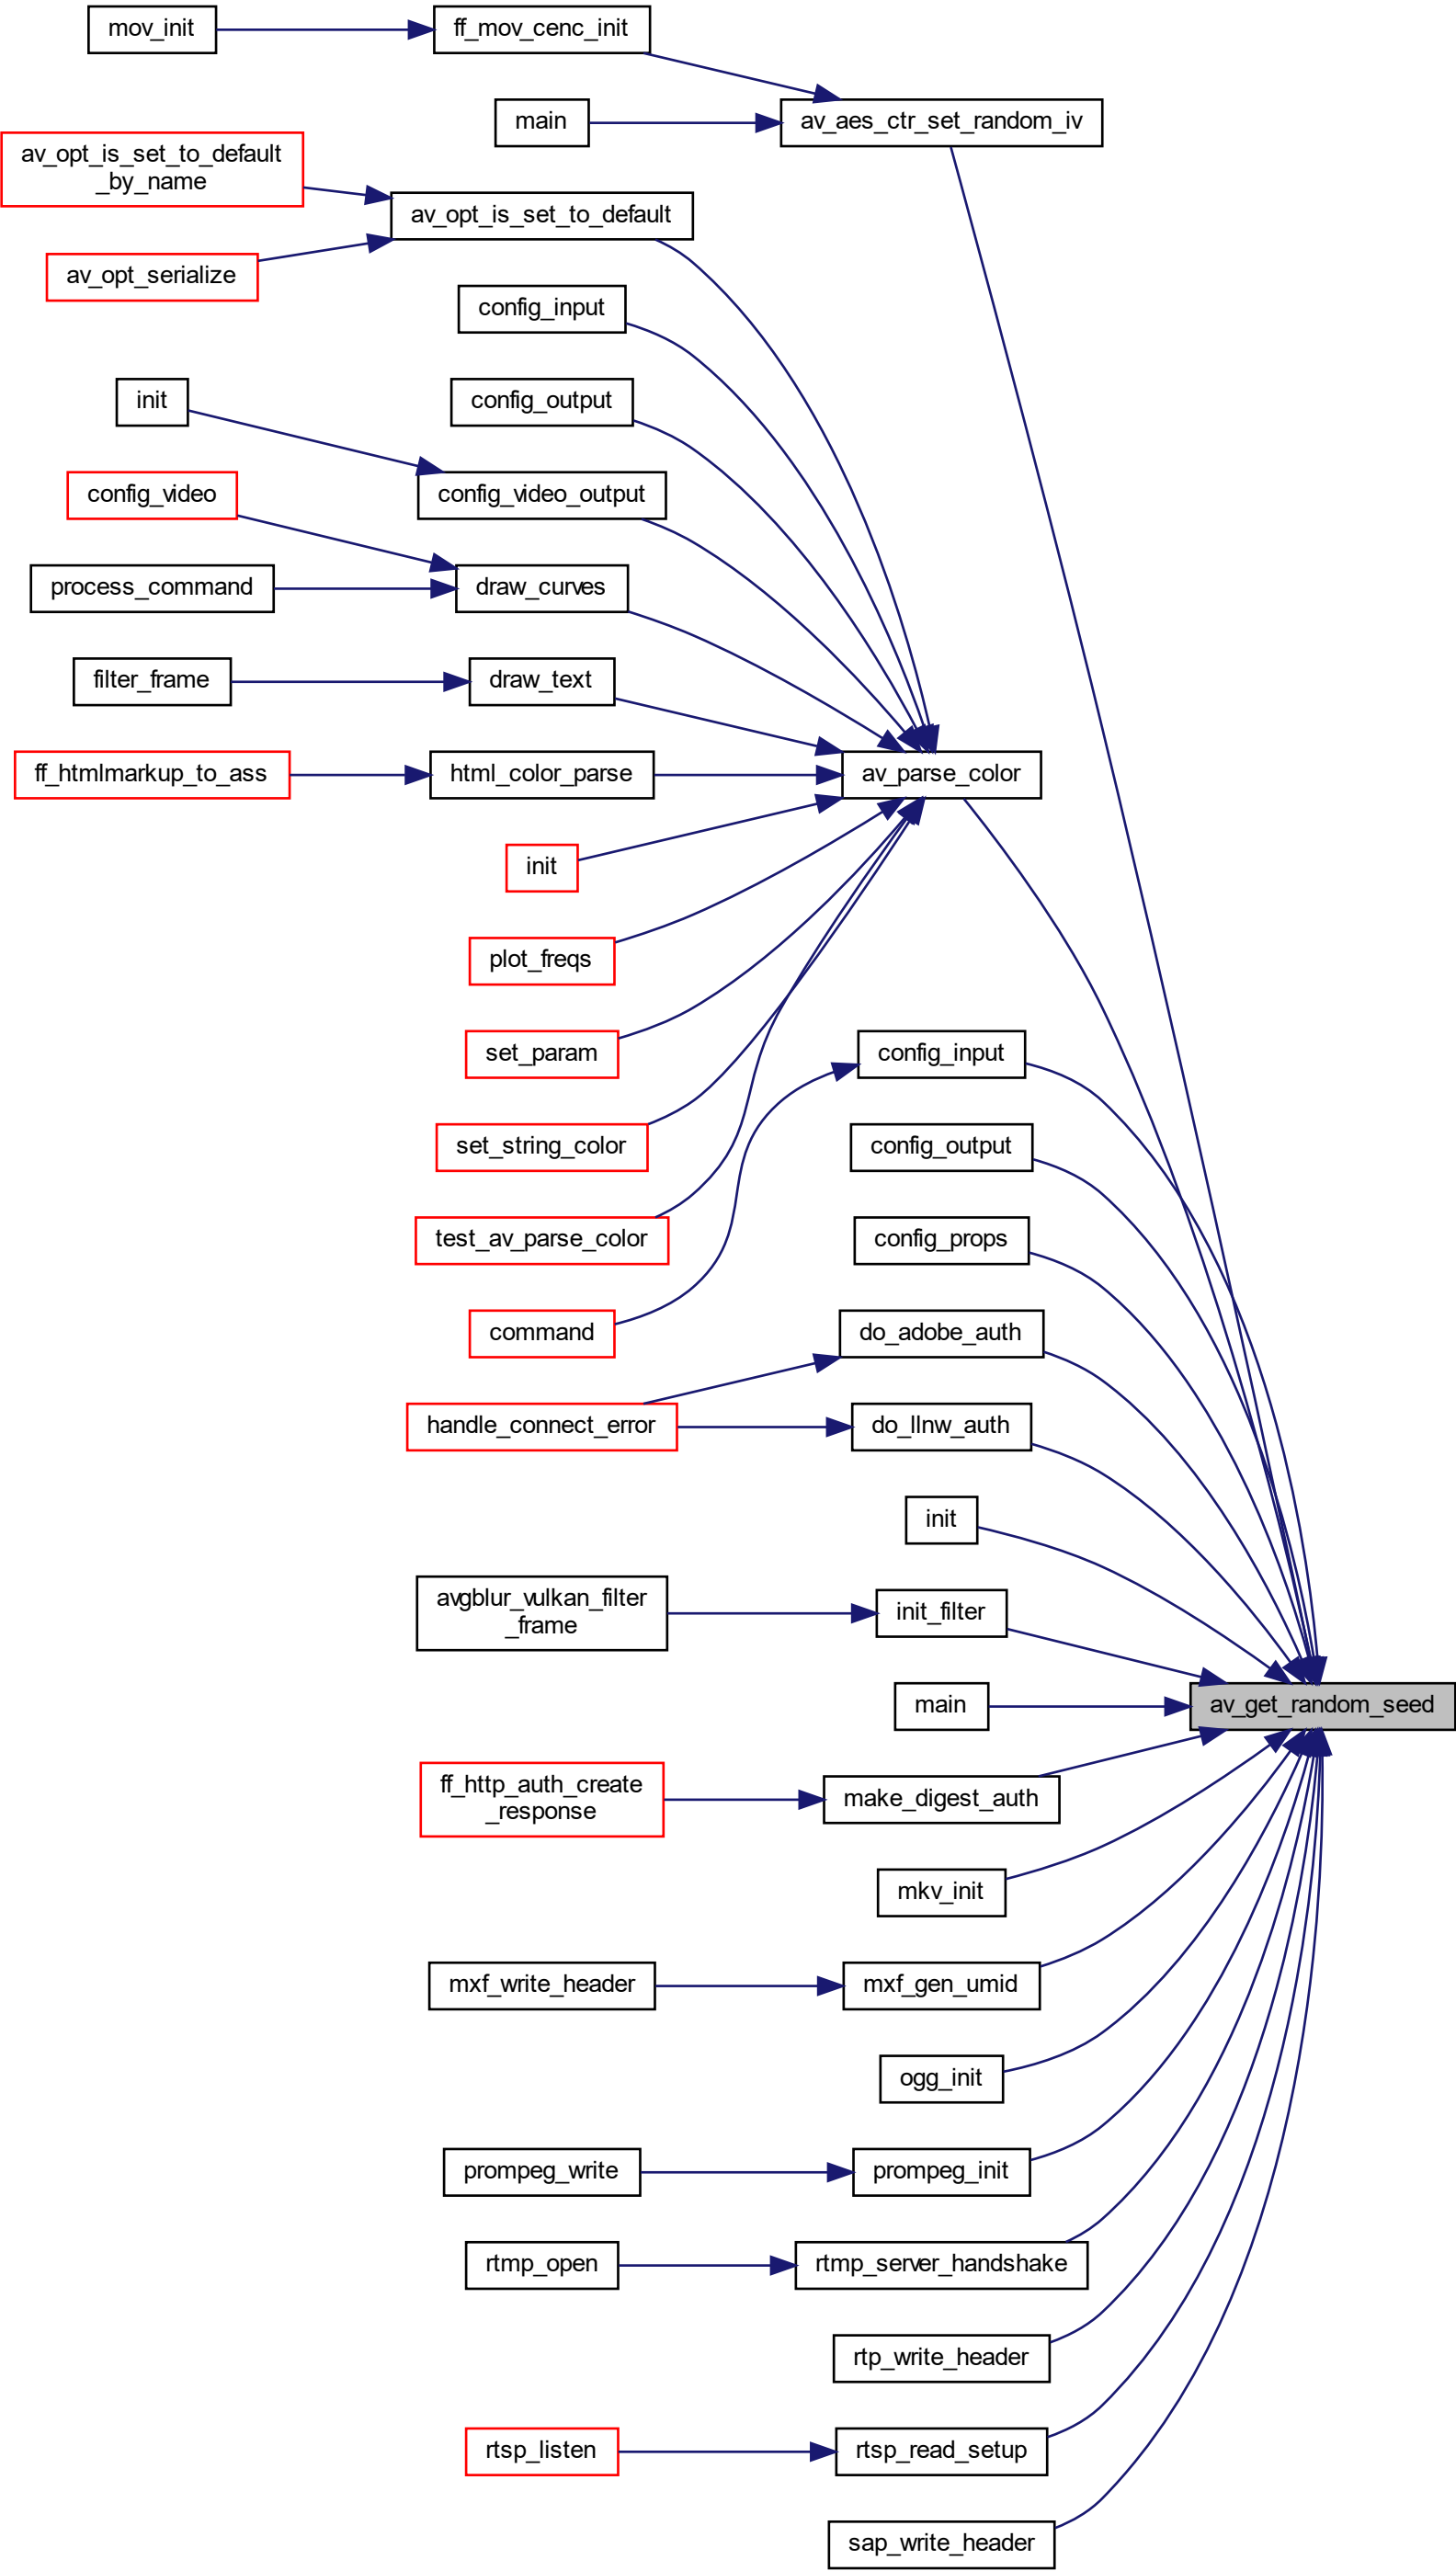 mov_init
ff_mov_cenc_init
main
av_aes_ctr_set_random_iv
av_opt_is_set_to_default
_by_name
av_opt_is_set_to_default
av_opt_serialize
config_input
init
config_output
config_video
config_video_output
process_command
draw_curves
filter_frame
draw_text
ff_htmlmarkup_to_ass
html_color_parse
av_parse_color
init
plot_freqs
set_param
config_input
set_string_color
config_output
test_av_parse_color
config_props
command
do_adobe_auth
handle_connect_error
do_llnw_auth
init
avgblur_vulkan_filter
_frame
init_filter
main
av_get_random_seed
ff_http_auth_create
_response
make_digest_auth
mkv_init
mxf_write_header
mxf_gen_umid
ogg_init
prompeg_write
prompeg_init
rtmp_open
rtmp_server_handshake
rtp_write_header
rtsp_listen
rtsp_read_setup
sap_write_header